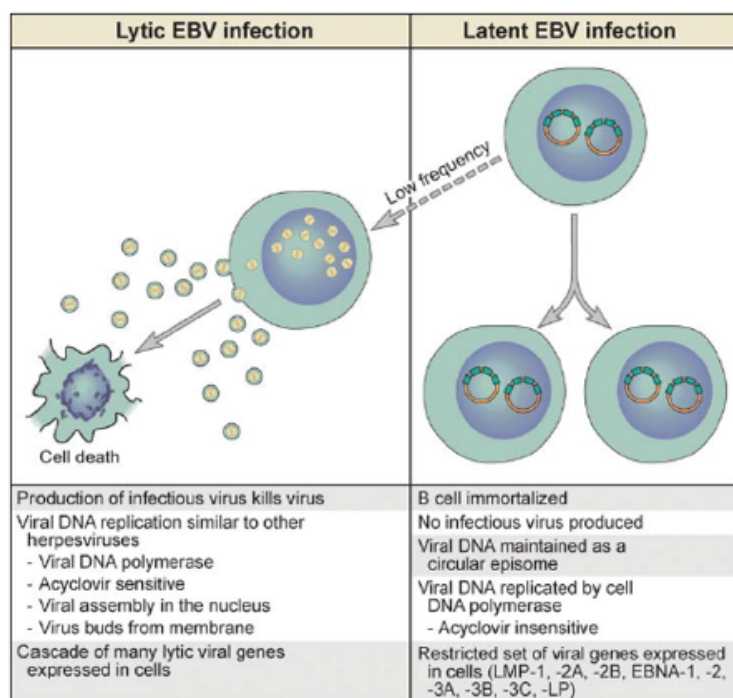 Lytic EBV infection
Latent EBV infection
Low frequency
Cell death
Production of infectious virus kills virus
Viral DNA replication similar to other
herpesviruses
- Viral DNA polymerase
- Acyclovir sensitive
- Viral assembly in the nucleus
- Virus buds from membrane
Cascade of many lytic viral genes
expressed in cells
B cell immortalized
No infectious virus produced
Viral DNA maintained as a
circular episome
Viral DNA replicated by cell
DNA polymerase
- Acyclovir insensitive
Restricted set of viral genes expressed
in cells (LMP-1, -2A, -2B, EBNA-1, -2,
-3A, -3B, -3C, -LP)